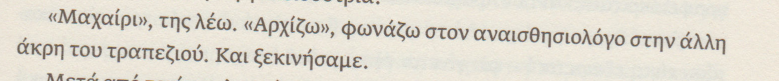 «Μαχαίρι», της λέω. «Αρχίζω», φωνάζω στον αναισθησιολόγο στην άλλη
άκρη του τραπεζιού. Και ξεκινήσαμε.